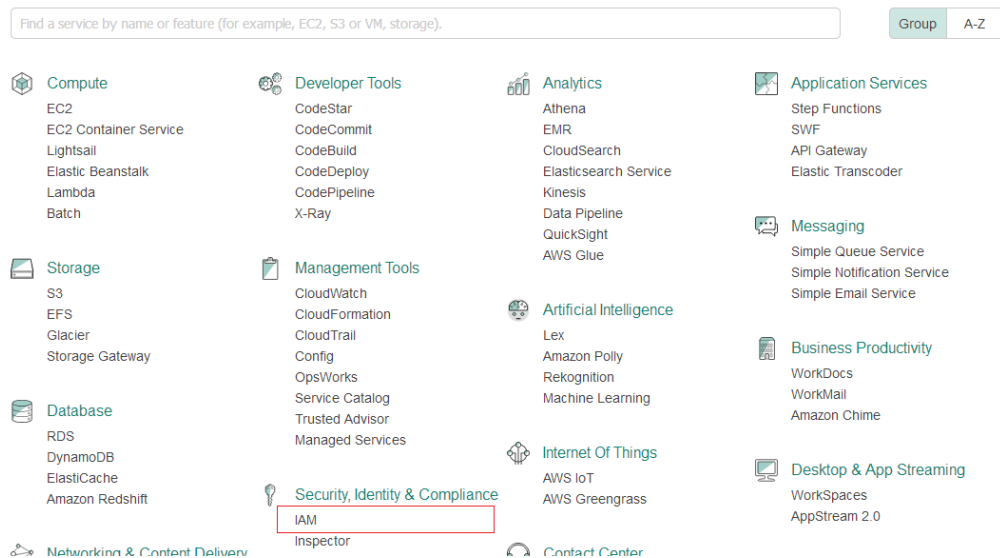 Find a service by name or feature (for example, EC2, S3 or VM, storage).
Group
A-Z
Compute
EC2
EC2 Container Service
Lightsail
Elastic Beanstalk
Lambda
Batch
Storage
S3
EFS
Glacier
Storage Gateway
Database
RDS
DynamoDB
ElastiCache
Amazon Redshift
Networking & Content Delivery
Developer Tools
CodeStar
CodeCommit
CodeBuild
CodeDeploy
CodePipeline
X-Ray
Management Tools
CloudWatch
CloudFormation
CloudTrail
Config
OpsWorks
Service Catalog
Trusted Advisor
Managed Services
Security, Identity & Compliance
IAM
Inspector
Analytics
Athena
EMR
CloudSearch
Elasticsearch Service
Kinesis
Data Pipeline
QuickSight
AWS Glue
Artificial Intelligence
Lex
Amazon Polly
Rekognition
Machine Learning
Internet Of Things
AWS IoT
AWS Greengrass
Contact Center
Application Services
Step Functions
SWF
API Gateway
Elastic Transcoder
Messaging
Simple Queue Service
Simple Notification Service
Simple Email Service
Business Productivity
WorkDocs
WorkMail
Amazon Chime
Desktop & App Streaming
WorkSpaces
AppStream 2.0